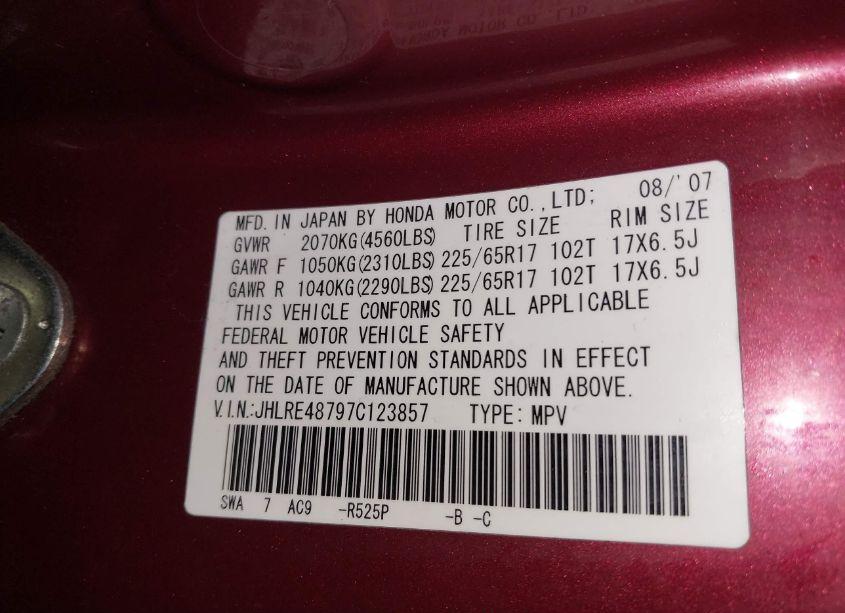 MFD. IN JAPAN BY HONDA MOTOR CO.,LTD; 08/'07
GVWR 2070KG(4560LBS) TIRE SIZE RIM SIZE
GAWR F 1050KG(2310LBS) 225/65R17 102T 17X6.5J
GAWR R 1040KG(2290LBS) 225/65R17 102T 17X6.5J
THIS VEHICLE CONFORMS TO ALL APPLICABLE
FEDERAL MOTOR VEHICLE SAFETY
AND THEFT PREVENTION STANDARDS IN EFFECT
ON THE DATE OF MANUFACTURE SHOWN ABOVE.
V.I.N.:JHLRE48797C123857 TYPE: MPV
SWA 7 AC9 -R525P -B -C